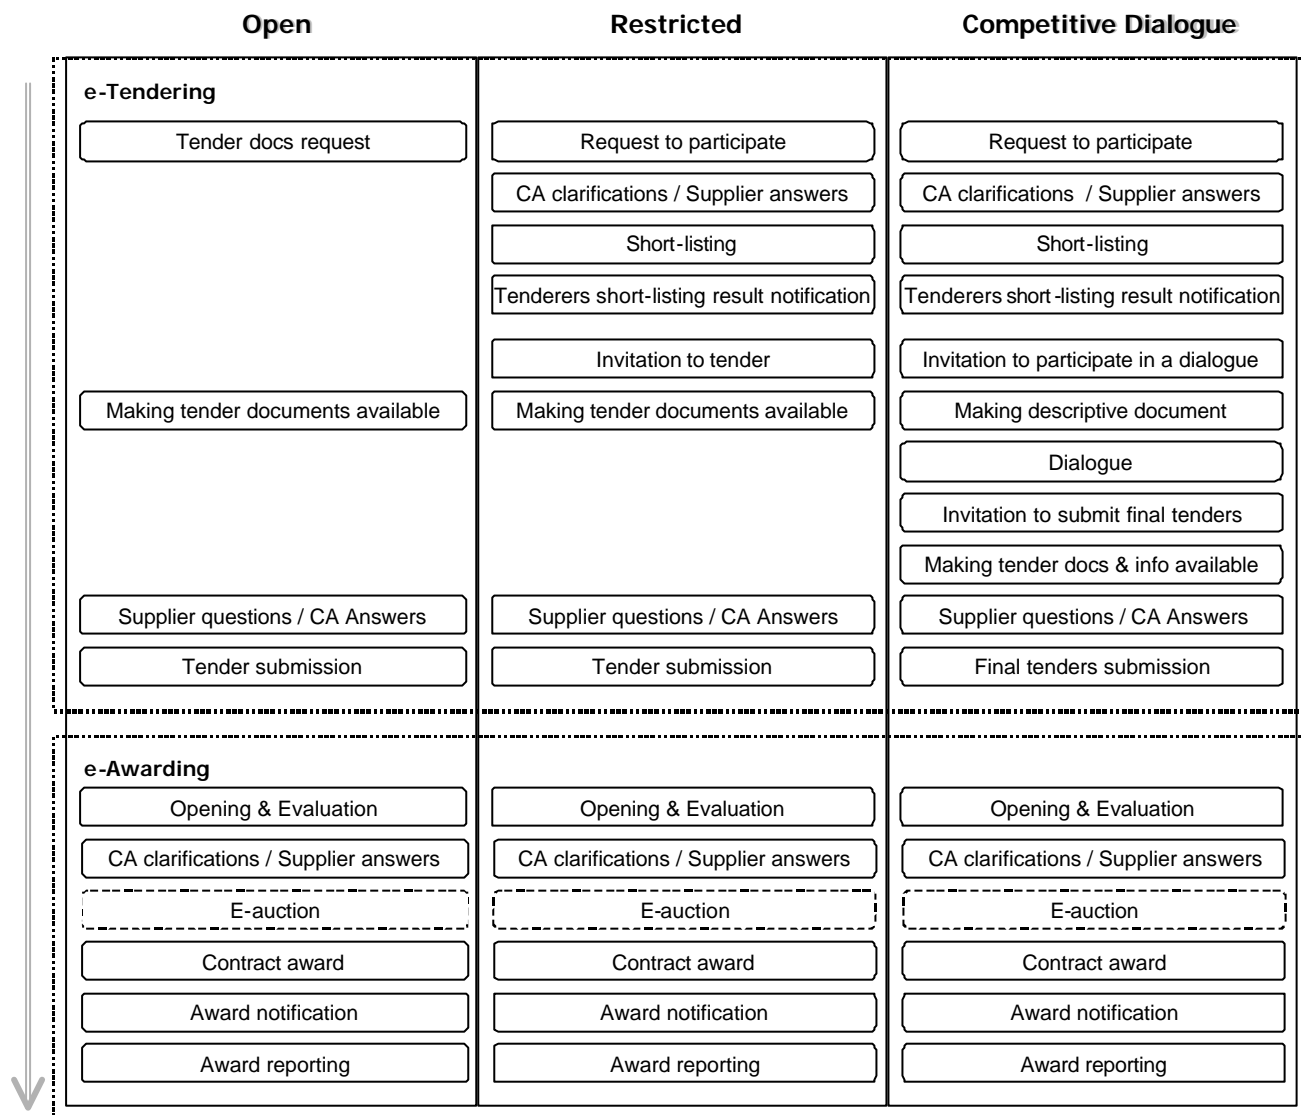 Open Restricted Competitive Dialogue
e-Tendering
Tender docs request Request to participate Request to participate
CA clarifications / Supplier answers CA clarifications / Supplier answers
Short-listing Short-listing
Tenderers short-listing result notification Tenderers short-listing result notification
Invitation to tender Invitation to participate in a dialogue
Making tender documents available Making tender documents available Making descriptive document
Dialogue
Invitation to submit final tenders
Making tender docs & info available
Supplier questions / CA Answers Supplier questions / CA Answers Supplier questions / CA Answers
Tender submission Tender submission Final tenders submission
e-Awarding
Opening & Evaluation Opening & Evaluation Opening & Evaluation
CA clarifications / Supplier answers CA clarifications / Supplier answers CA clarifications / Supplier answers
E-auction E-auction E-auction
Contract award Contract award Contract award
Award notification Award notification Award notification
Award reporting Award reporting Award reporting